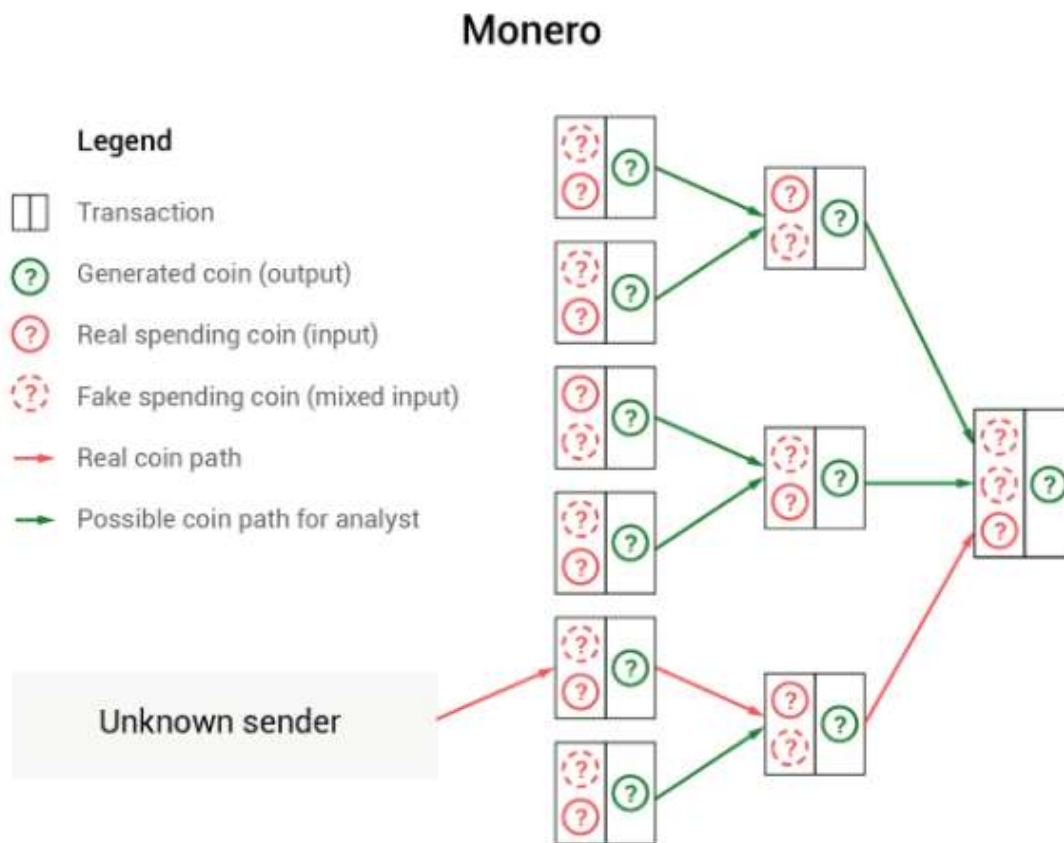 Monero
Legend
Transaction
Generated coin (output)
Real spending coin (input)
Fake spending coin (mixed input)
Real coin path
Possible coin path for analyst
Unknown sender
? ? ?
? ? ?
? ? ?
? ? ?
? ? ?
? ? ?
? ? ?
? ? ?
? ? ?
? ? ? ?
? ? ?